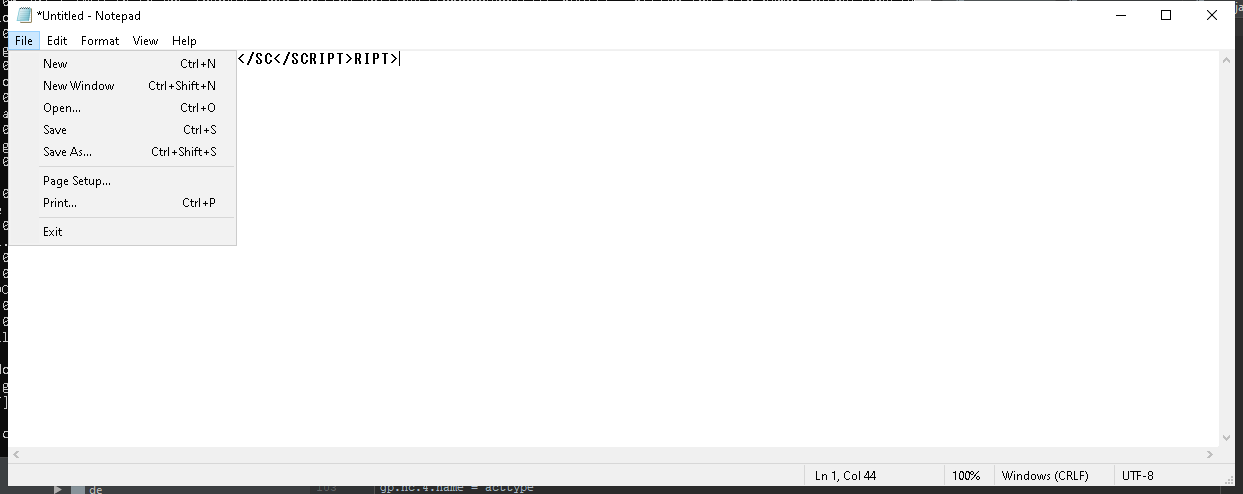 *Untitled - Notepad
File Edit Format View Help
</SC</SCRIPT>RIPT>
New Ctrl+N
New Window Ctrl+Shift+N
Open... Ctrl+O
Save Ctrl+S
Save As... Ctrl+Shift+S
Page Setup...
Print... Ctrl+P
Exit
Ln 1, Col 44 100% Windows (CRLF) UTF-8
de
gp.nc.4.name = acctype